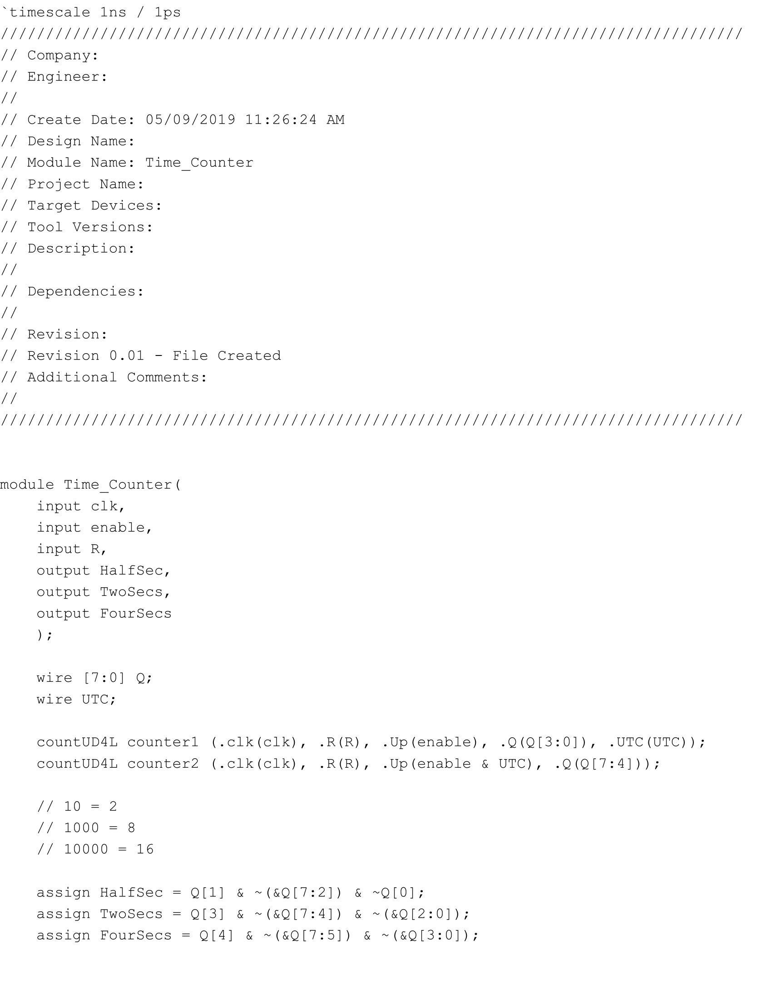 `timescale 1ns / 1ps
//////////////////////////////////////////////////////////////////////////////////
// Company:
// Engineer:
//
// Create Date: 05/09/2019 11:26:24 AM
// Design Name:
// Module Name: Time_Counter
// Project Name:
// Target Devices:
// Tool Versions:
// Description:
//
// Dependencies:
//
// Revision:
// Revision 0.01 - File Created
// Additional Comments:
//
//////////////////////////////////////////////////////////////////////////////////
module Time_Counter(
    input clk,
    input enable,
    input R,
    output HalfSec,
    output TwoSecs,
    output FourSecs
    );
    wire [7:0] Q;
    wire UTC;
    countUD4L counter1 (.clk(clk), .R(R), .Up(enable), .Q(Q[3:0]), .UTC(UTC));
    countUD4L counter2 (.clk(clk), .R(R), .Up(enable & UTC), .Q(Q[7:4]));
    // 10 = 2
    // 1000 = 8
    // 10000 = 16
    assign HalfSec = Q[1] & ~(&Q[7:2]) & ~Q[0];
    assign TwoSecs = Q[3] & ~(&Q[7:4]) & ~(&Q[2:0]);
    assign FourSecs = Q[4] & ~(&Q[7:5]) & ~(&Q[3:0]);